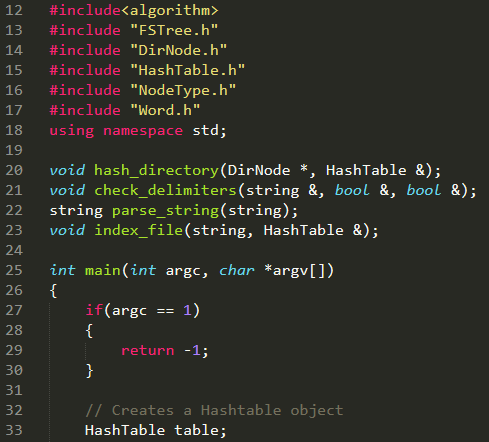 12 #include<algorithm>
13 #include "FSTree.h"
14 #include "DirNode.h"
15 #include "HashTable.h"
16 #include "NodeType.h"
17 #include "Word.h"
18 using namespace std;
19
20 void hash_directory(DirNode *, HashTable &);
21 void check_delimiters(string &, bool &, bool &);
22 string parse_string(string);
23 void index_file(string, HashTable &);
24
25 int main(int argc, char *argv[])
26 {
27     if(argc == 1)
28     {
29         return -1;
30     }
31
32     // Creates a Hashtable object
33     HashTable table;